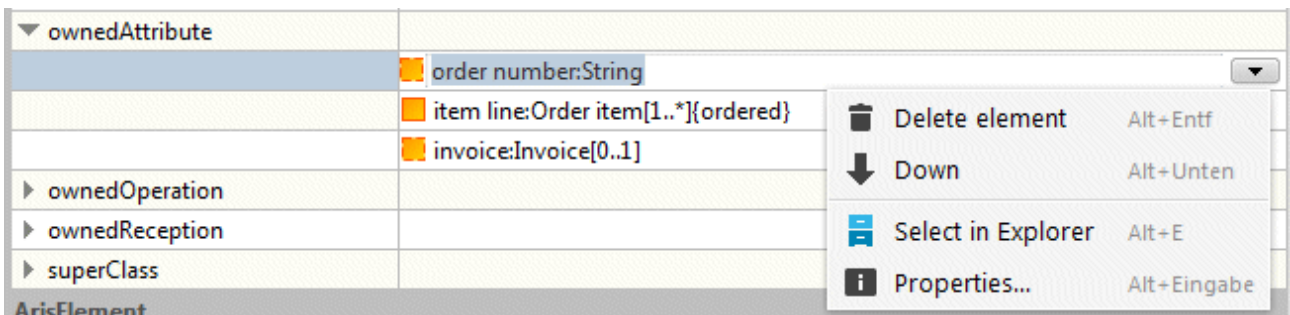 ownedAttribute
order number:String
item line:Order item[1..*]{ordered}
Delete element Alt+Entf
invoice:Invoice[0..1]
Down Alt+Unten
ownedOperation
ownedReception
Select in Explorer Alt+E
superClass
Properties... Alt+Eingabe
ArisElement